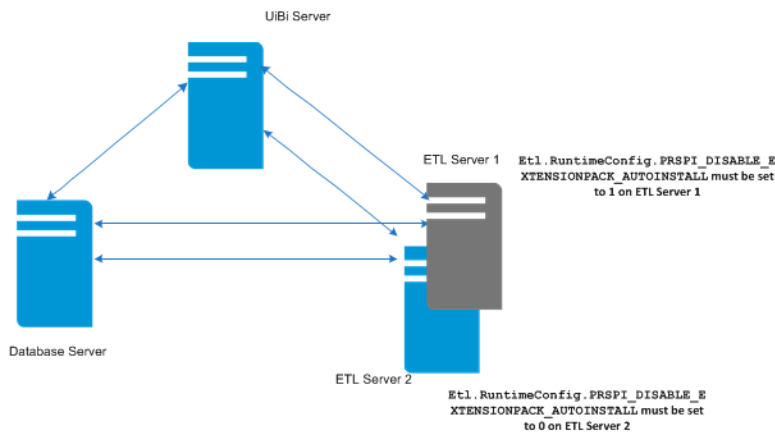 UiBi Server
ETL Server 1
Etl.RuntimeConfig.PRSPI_DISABLE_E
XTENSIONPACK_AUTOINSTALL must be set
to 1 on ETL Server 1
Database Server
ETL Server 2
Etl.RuntimeConfig.PRSPI_DISABLE_E
XTENSIONPACK_AUTOINSTALL must be set
to 0 on ETL Server 2